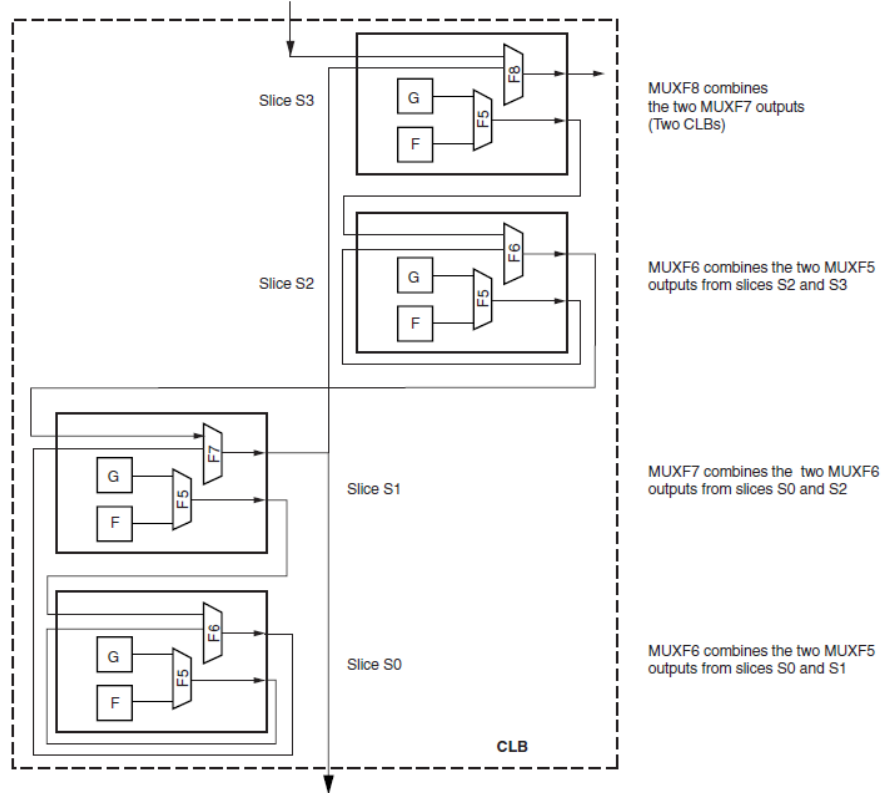 F8
Slice S3
G
F5
F
MUXF8 combines
the two MUXF7 outputs
(Two CLBs)
F6
Slice S2
G
F5
F
MUXF6 combines the two MUXF5
outputs from slices S2 and S3
F7
G
F5
F
Slice S1
MUXF7 combines the two MUXF6
outputs from slices S0 and S2
F6
G
F5
F
Slice S0
MUXF6 combines the two MUXF5
outputs from slices S0 and S1
CLB